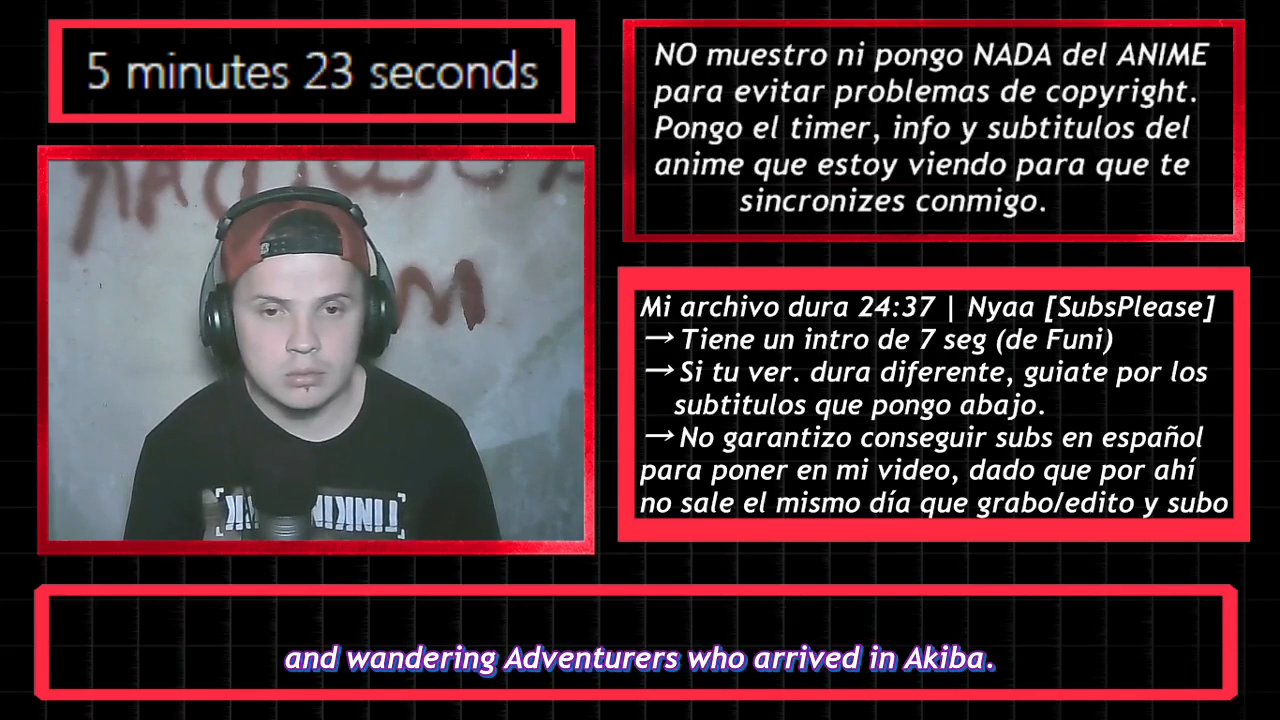 5 minutes 23 seconds
NO muestro ni pongo NADA del ANIME
para evitar problemas de copyright.
Pongo el timer, info y subtitulos del
anime que estoy viendo para que te
sincronizes conmigo.
Mi archivo dura 24:37 | Nyaa [SubsPlease]
→ Tiene un intro de 7 seg (de Funi)
→ Si tu ver. dura diferente, guiate por los
subtitulos que pongo abajo.
→ No garantizo conseguir subs en español
para poner en mi video, dado que por ahí
no sale el mismo día que grabo/edito y subo
and wandering Adventurers who arrived in Akiba.